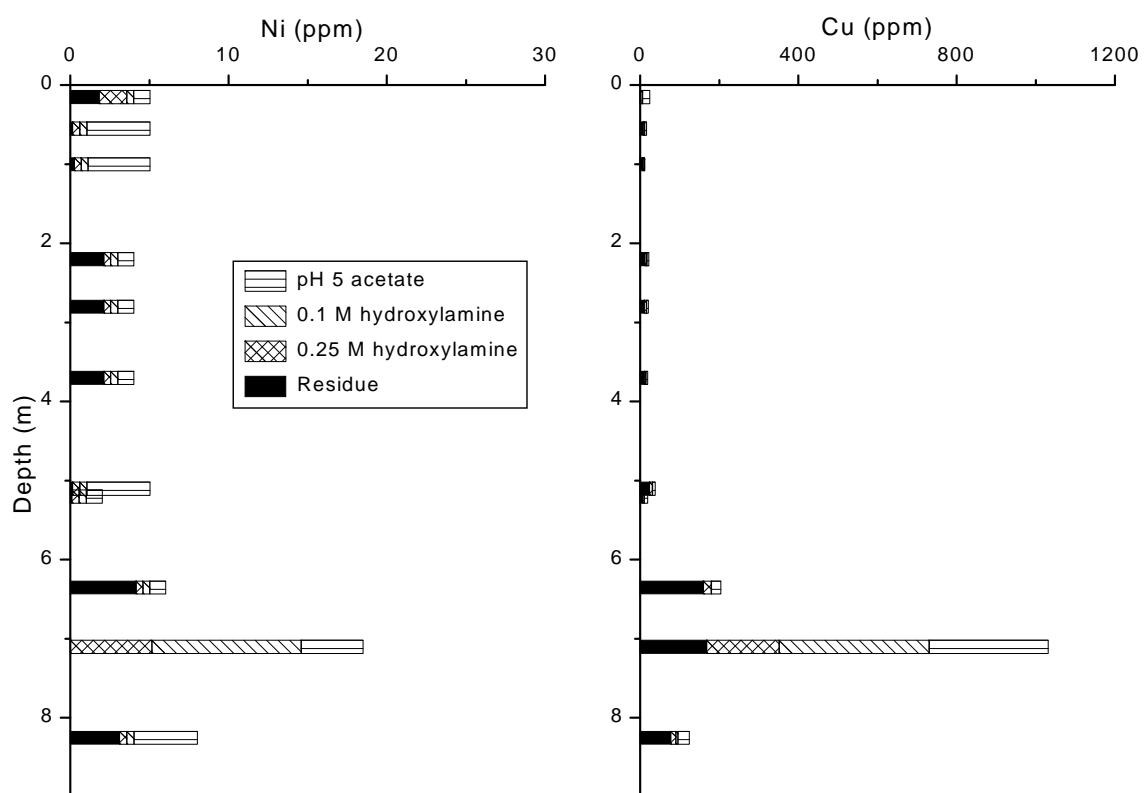 Ni (ppm)
0 10 20 30
Cu (ppm)
0 400 800 1200
Depth (m)
0
2
4
6
8
pH 5 acetate
0.1 M hydroxylamine
0.25 M hydroxylamine
Residue
0
2
4
6
8